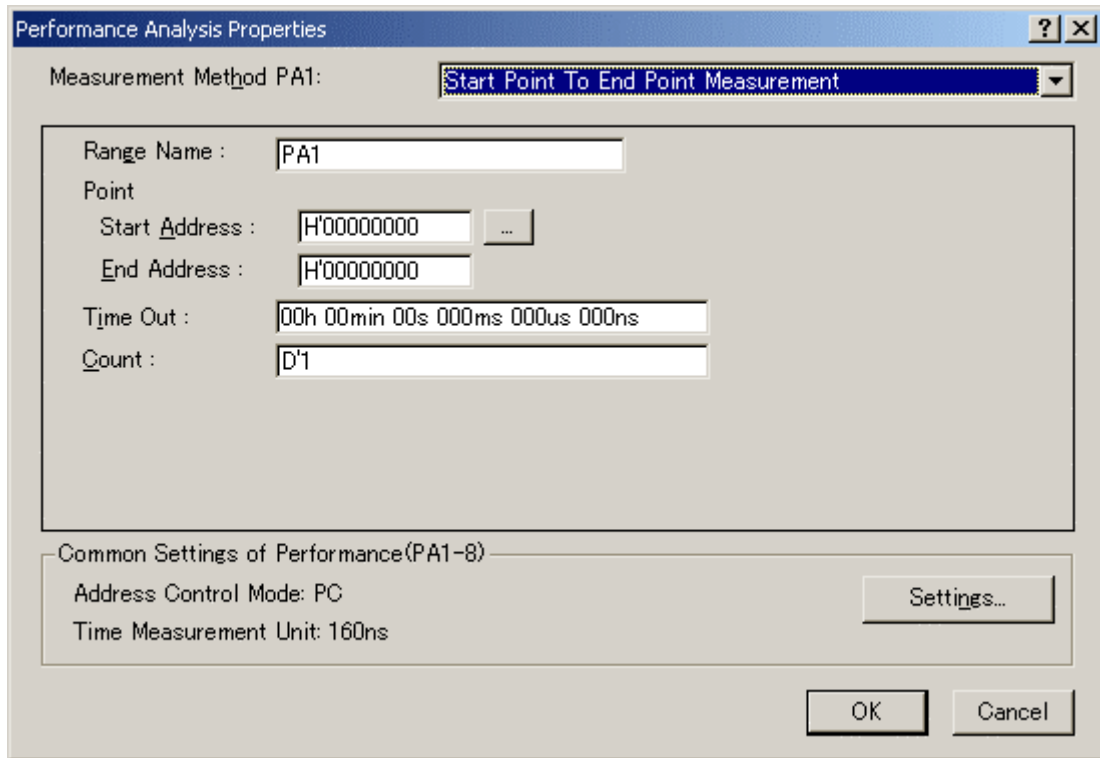 Performance Analysis Properties
Measurement Method PA1: Start Point To End Point Measurement
Range Name : PA1
Point
Start Address : H'00000000 ...
End Address : H'00000000
Time Out : 00h 00min 00s 000ms 000us 000ns
Count : D'1
Common Settings of Performance(PA1-8)
Address Control Mode: PC
Settings...
Time Measurement Unit: 160ns
OK Cancel